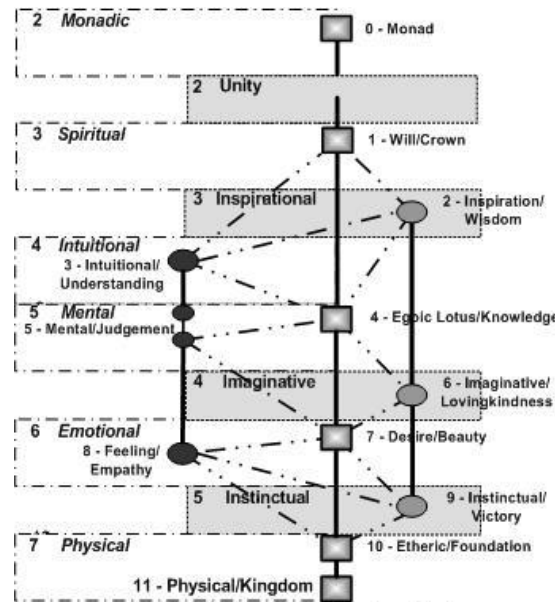 2 Monadic
0 - Monad
2 Unity
3 Spiritual
1 - Will/Crown
3 Inspirational
2 - Inspiration/
Wisdom
4 Intuitional
3 - Intuitional/
Understanding
5 Mental
5 - Mental/Judgement
4 - Egoic Lotus/Knowledge
4 Imaginative
6 - Imaginative/
Lovingkindness
6 Emotional
7 - Desire/Beauty
8 - Feeling/
Empathy
5 Instinctual
9 - Instinctual/
Victory
7 Physical
10 - Etheric/Foundation
11 - Physical/Kingdom